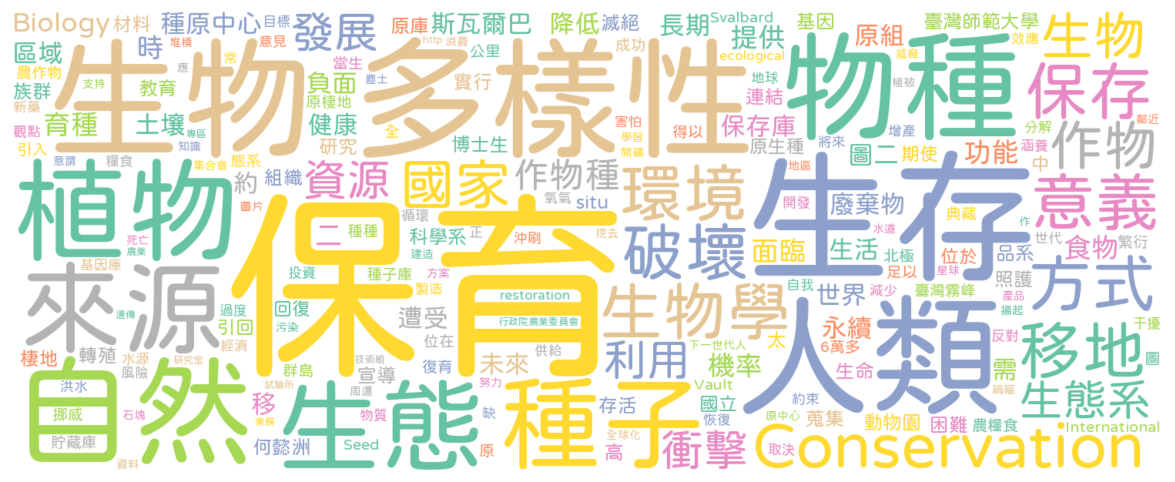 Biology 材料 種原中心 目標 發展 原庫 斯瓦爾巴 降低 滅絕 長期 Svalbard 基因 臺灣師範大學
區域 時 堆積 意見 http 浪費 公里 成功 提供 原組 效應 生物
農作物 常 當生 負面 實行 ecological 威脅
族群 支持 應 教育 塵土 地球 植被 連結 保存
新藥 生物多樣性 物種 原棲地
觀點 育種 土壤 專區 健康 全 害怕 學習 得以 保存庫 增產 分解 鄰近
引入 意謂 知識 研究 博士生 開礦 原生種 將來 涵養 作物
糧食 集合會 態系 圖二 期使 中 功能
植物 約 組織 資源 國家 作物種 環境 地區 生存 意義
圖片 二 種種 循環 氧氣 situ 開發 廢棄物 典藏 作
死亡 農業 保育 科學系 正 沖刷 挖去 破壞 面臨 水道 生活 北極 位於 世代 食物 繁衍
基因庫 建造 足以 品系
來源 投資 種子庫 方案 自我 星球 照護 方式
遺傳 過度 回復 製造 restoration 生物學 世界 減少 臺灣霧峰 產品 揚起
引回 污染 遭受 行政院農業委員會 人類 永續 反對 干擾
棲地 轉殖 經濟 群島 位在 供給 下一世代人 太 6萬多 移地
水源 研究室 技術組 宣導 復育 未來 利用 機率 生命 需 圖
自然 風險 洪水 試驗所 周遭 努力 Vault 禍福 生態系
挪威 石塊 業務 移 生態 物質 缺 種子 存活 國立 恢復 約束 原中心 蒐集 動物園 困難 農糧食 International
貯藏庫 何懿洲 Seed 原 全球化 高 衝擊 Conservation
資料 取決